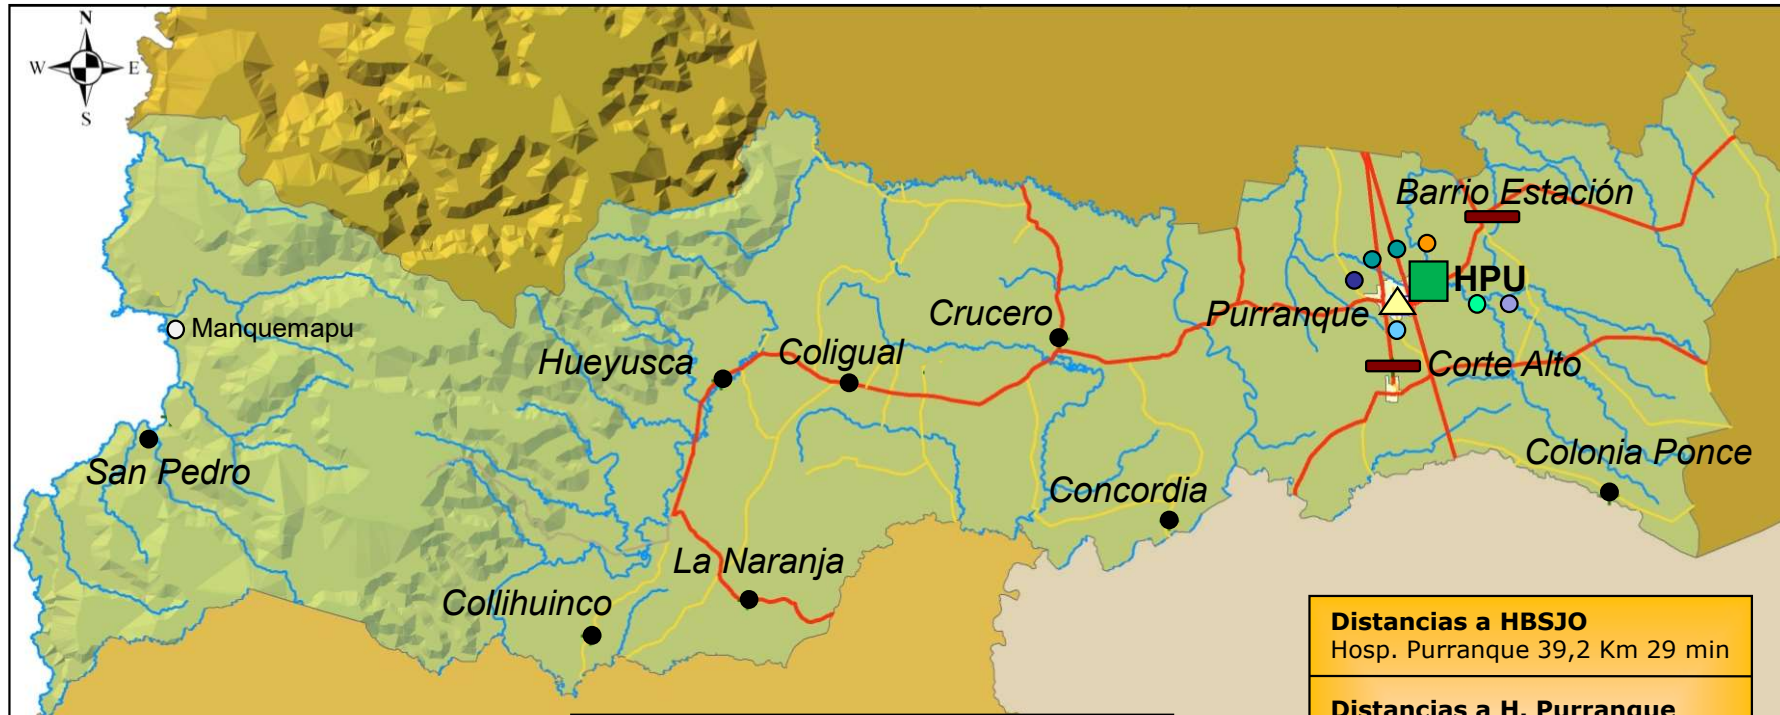 N
W E
S
Barrio Estación
HPU
Purranque
Manquemapu
Crucero
Coligual
Hueyusca
Corte Alto
San Pedro
Colonia Ponce
Concordia
La Naranja
Collihuinco
Distancias a HBSJO
Hosp. Purranque 39,2 Km 29 min
Distancias a H. Purranque